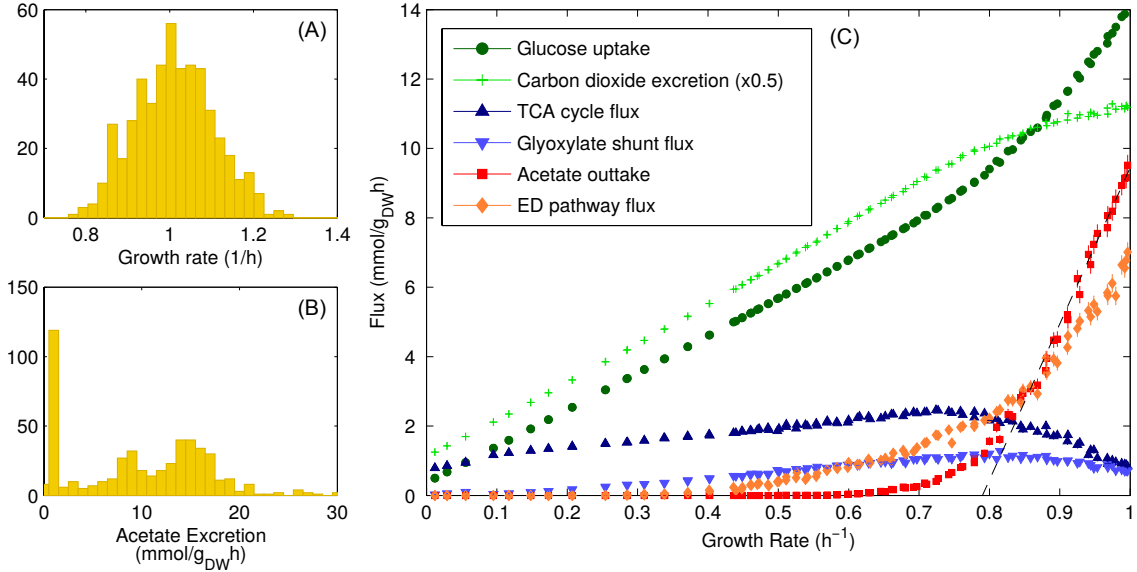 (A)
60
40
20
0
0.8
1
1.2
1.4
Growth rate (1/h)
(B)
150
100
50
0
0
10
20
30
Acetate Excretion
(mmol/gDWh)
(C)
Glucose uptake
Carbon dioxide excretion (x0.5)
TCA cycle flux
Glyoxylate shunt flux
Acetate outtake
ED pathway flux
Flux (mmol/gDWh)
14
12
10
8
6
4
2
0
0
0.1
0.2
0.3
0.4
0.5
0.6
0.7
0.8
0.9
1
Growth Rate (h⁻¹)